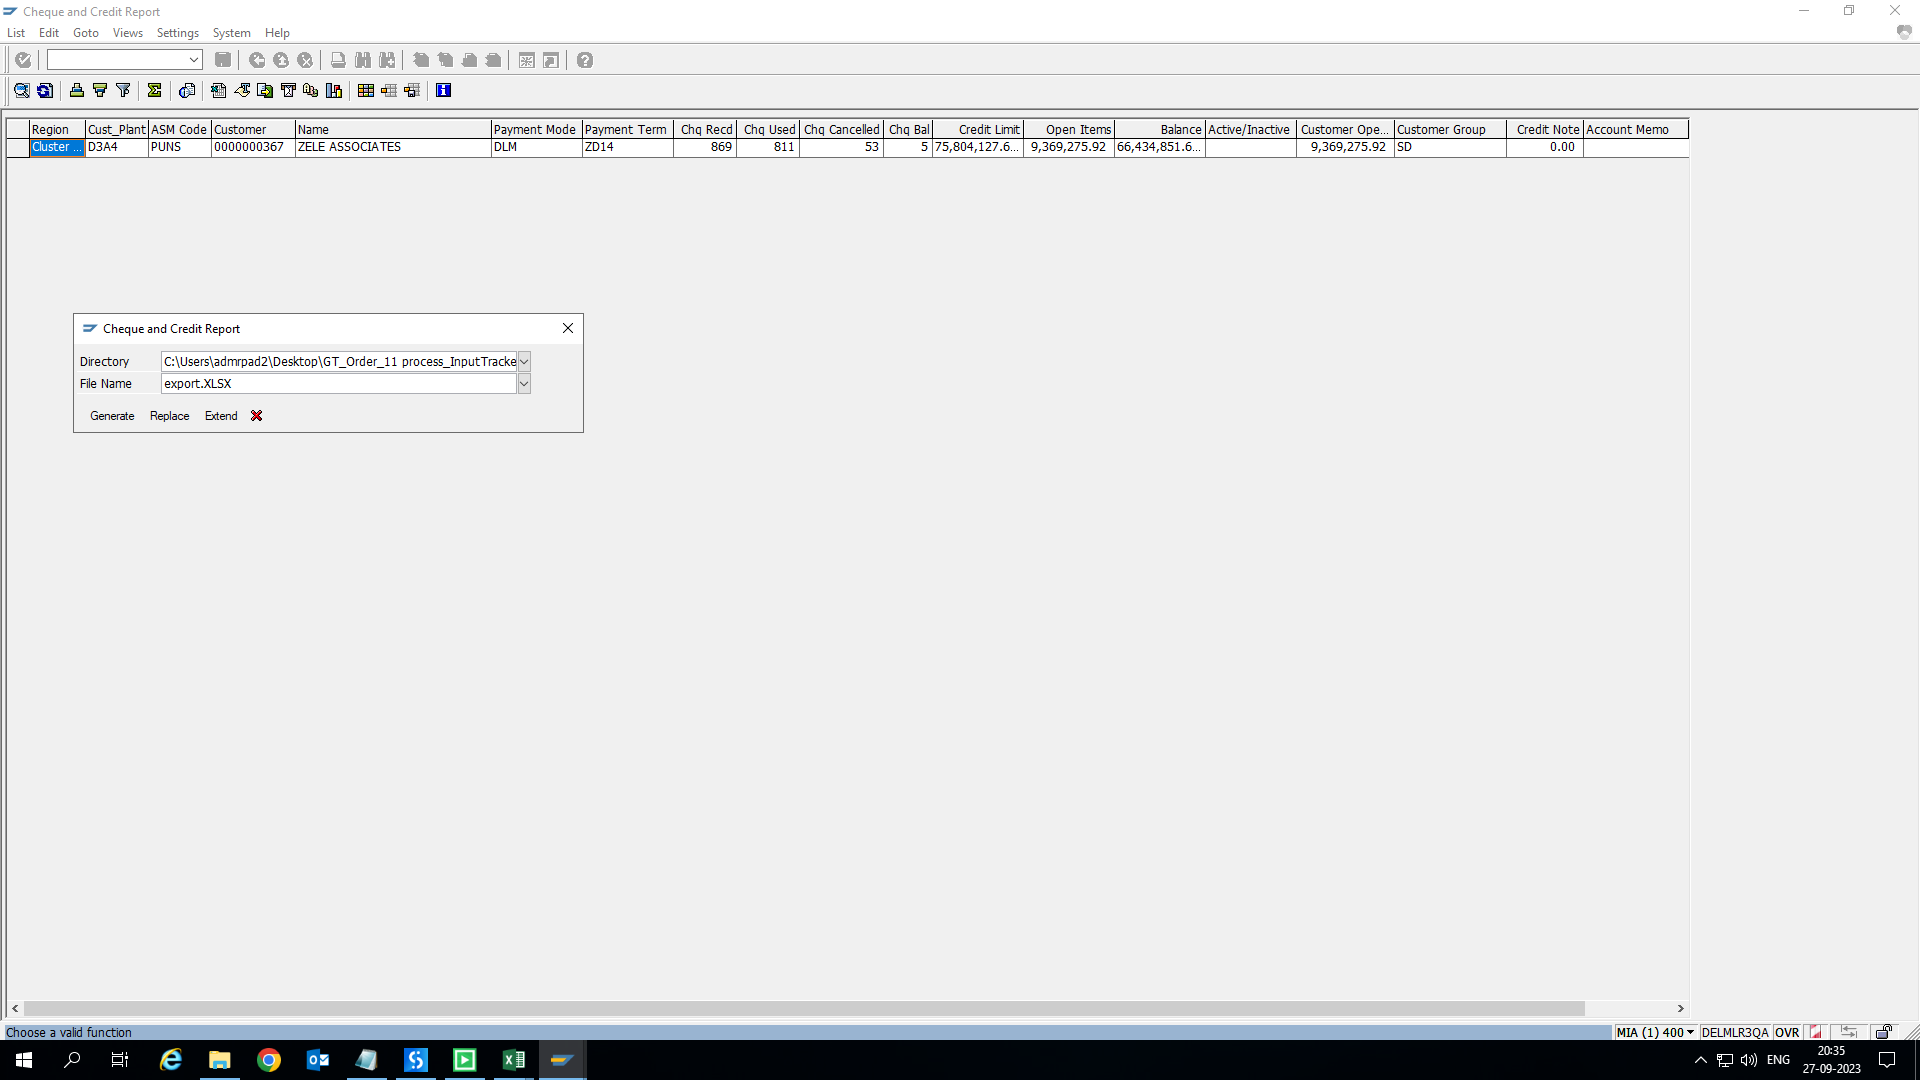 Cheque and Credit Report
List Edit Goto Views Settings System Help
Region Cust_Plant ASM Code Customer Name Payment Mode Payment Term Chq Recd Chq Used Chq Cancelled Chq Bal Credit Limit Open Items Balance Active/Inactive Customer Ope... Customer Group Credit Note Account Memo
Cluster ... D3A4 PUNS 0000000367 ZELE ASSOCIATES DLM ZD14 869 811 53 5 75,804,127.6... 9,369,275.92 66,434,851.6... 9,369,275.92 SD 0.00
Cheque and Credit Report
Directory C:\Users\admrpad2\Desktop\GT_Order_11 process_InputTracke
File Name export.XLSX
Generate Replace Extend
Choose a valid function
MIA (1) 400 DELMLR3QA OVR
ENG
20:35
27-09-2023